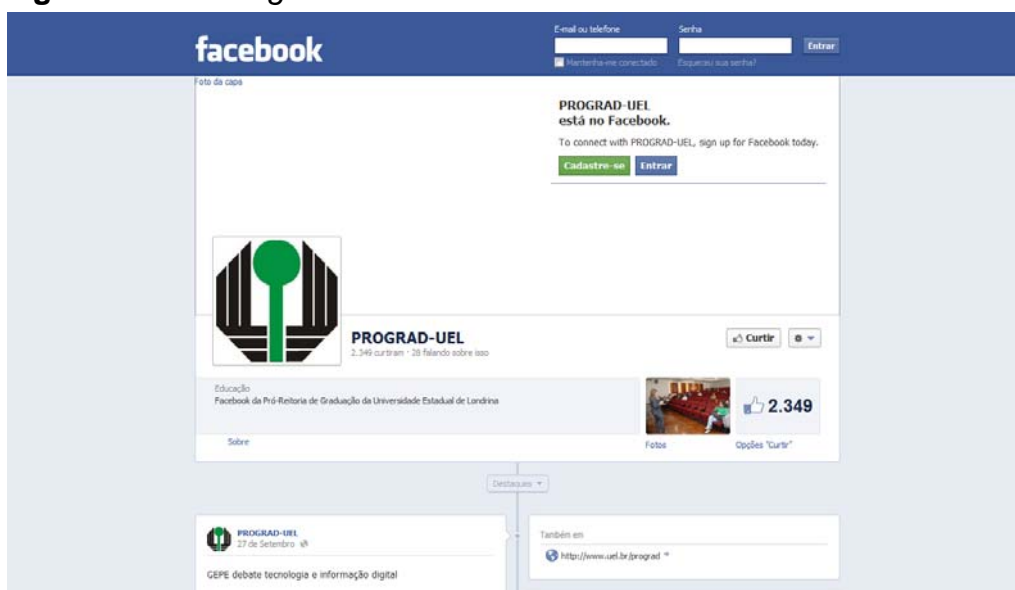 facebook
E-mail ou telefone
Senha
Entrar
Mantenha-me conectado
Esqueceu sua senha?
Foto da capa
PROGRAD-UEL
está no Facebook.
To connect with PROGRAD-UEL, sign up for Facebook today.
Cadastre-se Entrar
PROGRAD-UEL
2.349 curtiram · 28 falando sobre isso
Curtir
Educação
Facebook da Pró-Reitoria de Graduação da Universidade Estadual de Londrina
2.349
Sobre
Fotos
Opções "Curtir"
Destaques
PROGRAD-UEL
27 de Setembro
GEPE debate tecnologia e informação digital
Também em
http://www.uel.br/prograd